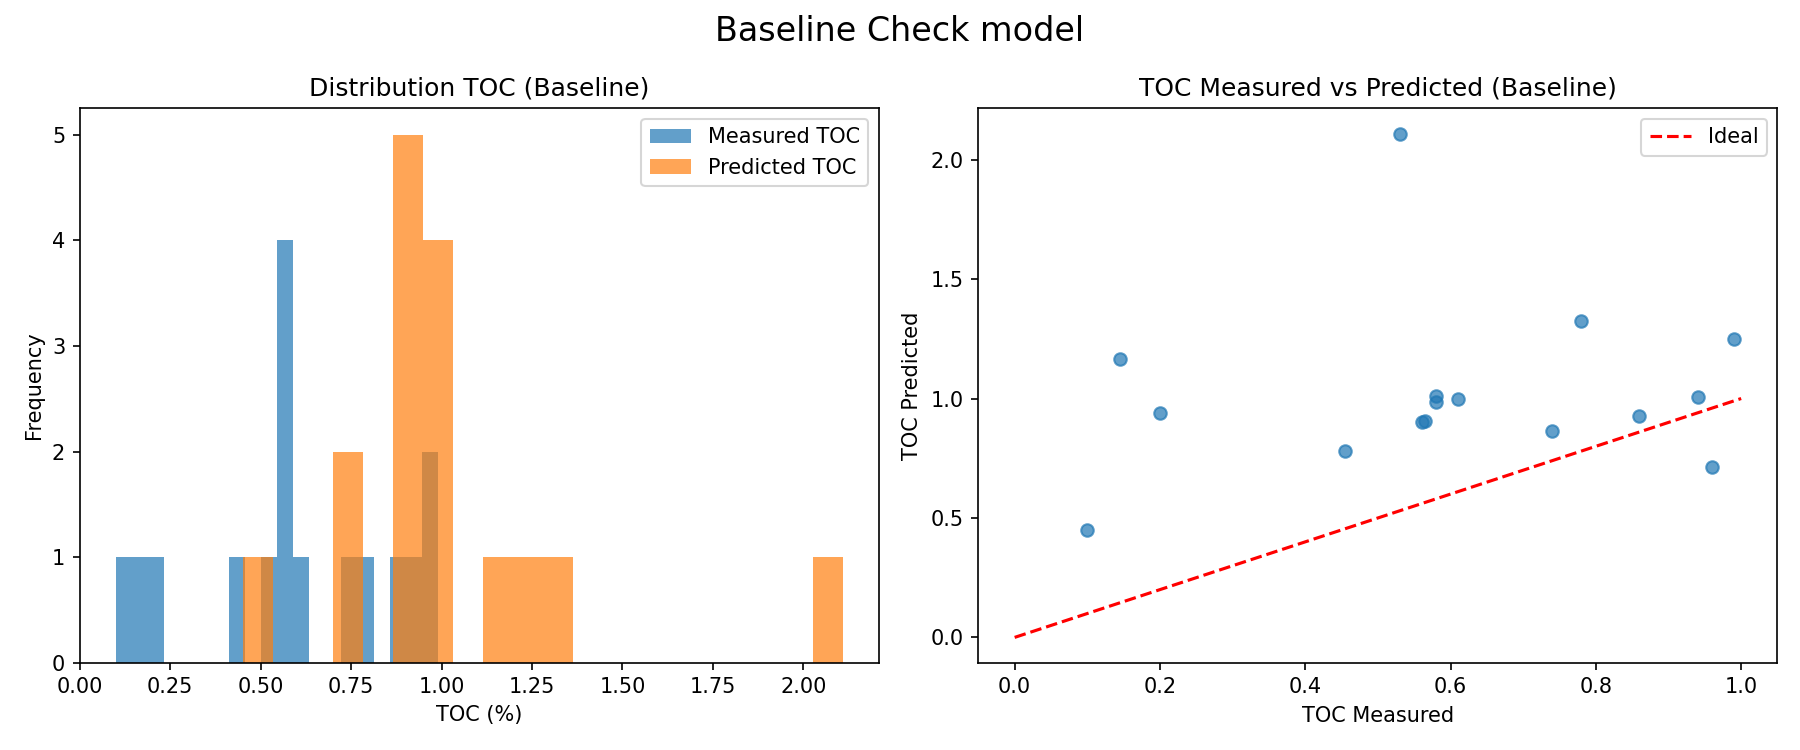 Baseline Check model
Distribution TOC (Baseline)
Measured TOC
Predicted TOC
5
4
3
2
1
0
Frequency
0.00 0.25 0.50 0.75 1.00 1.25 1.50 1.75 2.00
TOC (%)
TOC Measured vs Predicted (Baseline)
Ideal
2.0
1.5
1.0
0.5
0.0
TOC Predicted
0.0 0.2 0.4 0.6 0.8 1.0
TOC Measured